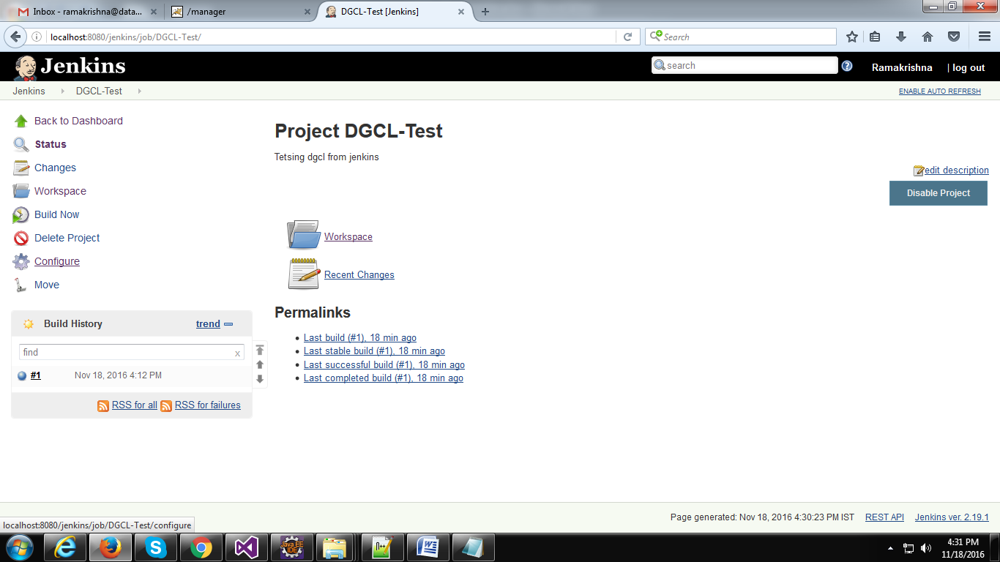 Inbox - ramakrishna@data...
/manager
DGCL-Test [Jenkins]
localhost:8080/jenkins/job/DGCL-Test/
Search
Jenkins
search
Ramakrishna
| log out
Jenkins
DGCL-Test
ENABLE AUTO REFRESH
Back to Dashboard
Status
Changes
Workspace
Build Now
Delete Project
Configure
Move
Build History
trend
find
x
#1
Nov 18, 2016 4:12 PM
RSS for all
RSS for failures
Project DGCL-Test
Tetsing dgcl from jenkins
edit description
Disable Project
Workspace
Recent Changes
Permalinks
Last build (#1), 18 min ago
Last stable build (#1), 18 min ago
Last successful build (#1), 18 min ago
Last completed build (#1), 18 min ago
Page generated: Nov 18, 2016 4:30:23 PM IST
REST API
Jenkins ver. 2.19.1
localhost:8080/jenkins/job/DGCL-Test/configure
Java EE
IDE
4:31 PM
11/18/2016